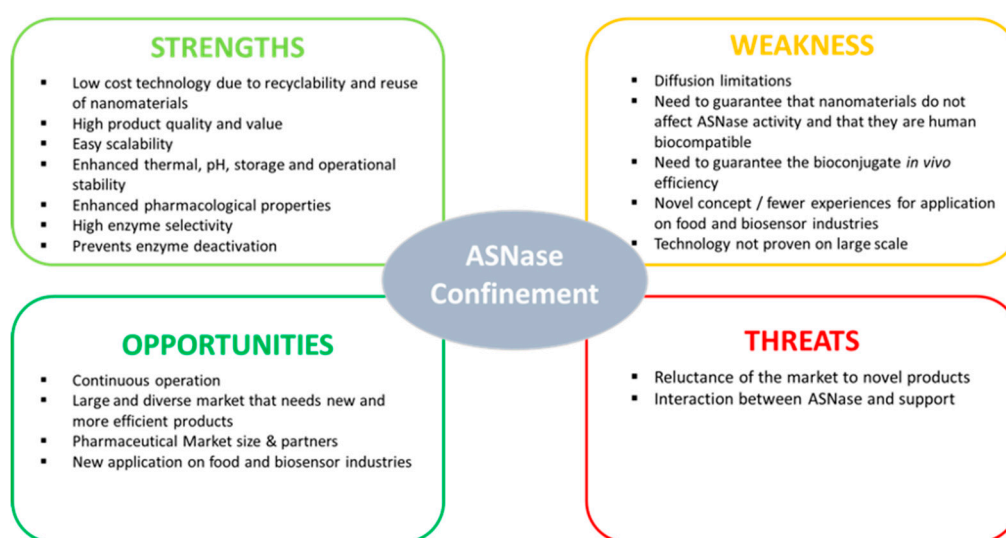 STRENGTHS
▪ Low cost technology due to recyclability and reuse
of nanomaterials
▪ High product quality and value
▪ Easy scalability
▪ Enhanced thermal, pH, storage and operational
stability
▪ Enhanced pharmacological properties
▪ High enzyme selectivity
▪ Prevents enzyme deactivation
WEAKNESS
▪ Diffusion limitations
▪ Need to guarantee that nanomaterials do not
affect ASNase activity and that they are human
biocompatible
▪ Need to guarantee the bioconjugate in vivo
efficiency
▪ Novel concept / fewer experiences for application
on food and biosensor industries
▪ Technology not proven on large scale
ASNase
Confinement
OPPORTUNITIES
▪ Continuous operation
▪ Large and diverse market that needs new and
more efficient products
▪ Pharmaceutical Market size & partners
▪ New application on food and biosensor industries
THREATS
▪ Reluctance of the market to novel products
▪ Interaction between ASNase and support